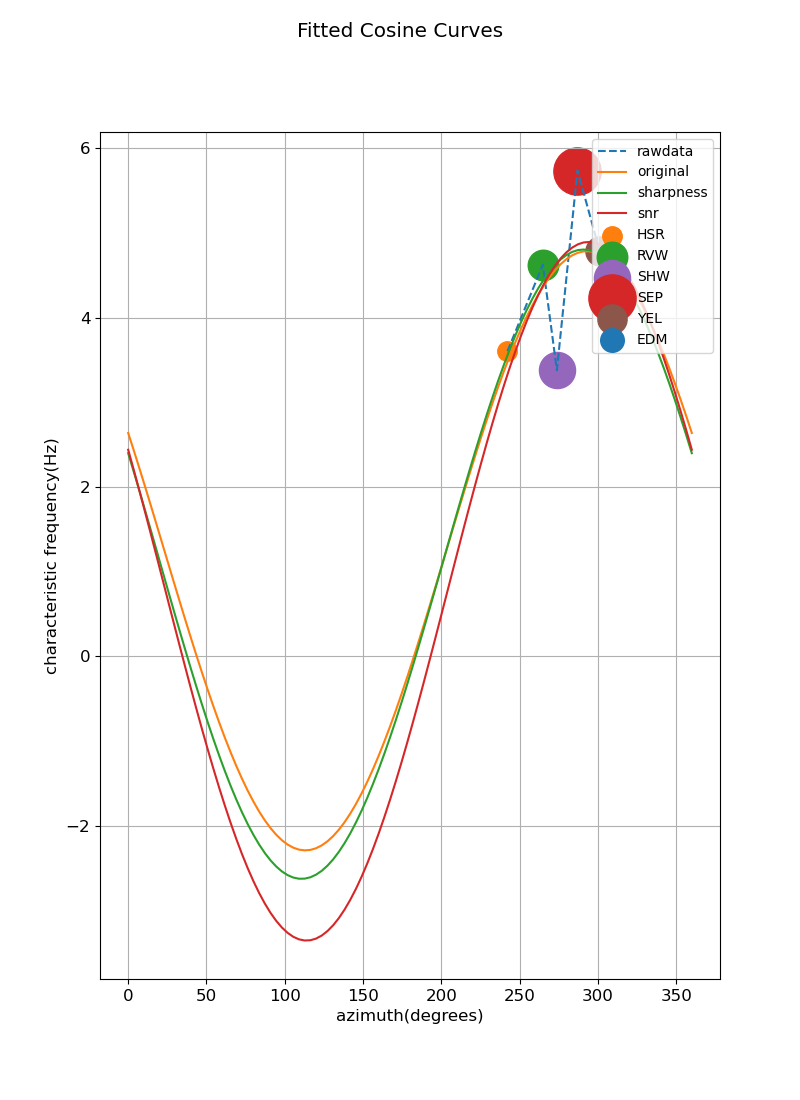 Fitted Cosine Curves
6
4
2
0
−2
characteristic frequency(Hz)
rawdata
original
sharpness
snr
HSR
RVW
SHW
SEP
YEL
EDM
0 50 100 150 200 250 300 350
azimuth(degrees)